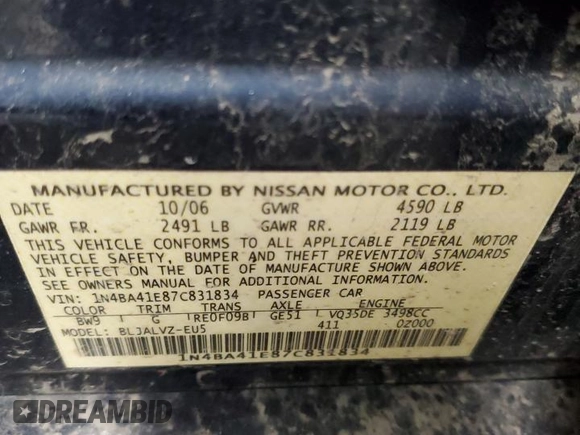 MANUFACTURED BY NISSAN MOTOR CO., LTD.
DATE 10/06 GVWR 4590 LB
GAWR FR. 2491 LB GAWR RR. 2119 LB
THIS VEHICLE CONFORMS TO ALL APPLICABLE FEDERAL MOTOR
VEHICLE SAFETY, BUMPER AND THEFT PREVENTION STANDARDS
IN EFFECT ON THE DATE OF MANUFACTURE SHOWN ABOVE.
SEE OWNERS MANUAL FOR ADDITIONAL INFORMATION.
VIN: 1N4BA41E87C831834 PASSENGER CAR
COLOR TRIM TRANS AXLE ENGINE
BW9 G RE0F09B GE51 VQ35DE 3498CC
MODEL: BLJALVZ-EU5 411 02000
1N4BA41E87C831834
DREAMBID